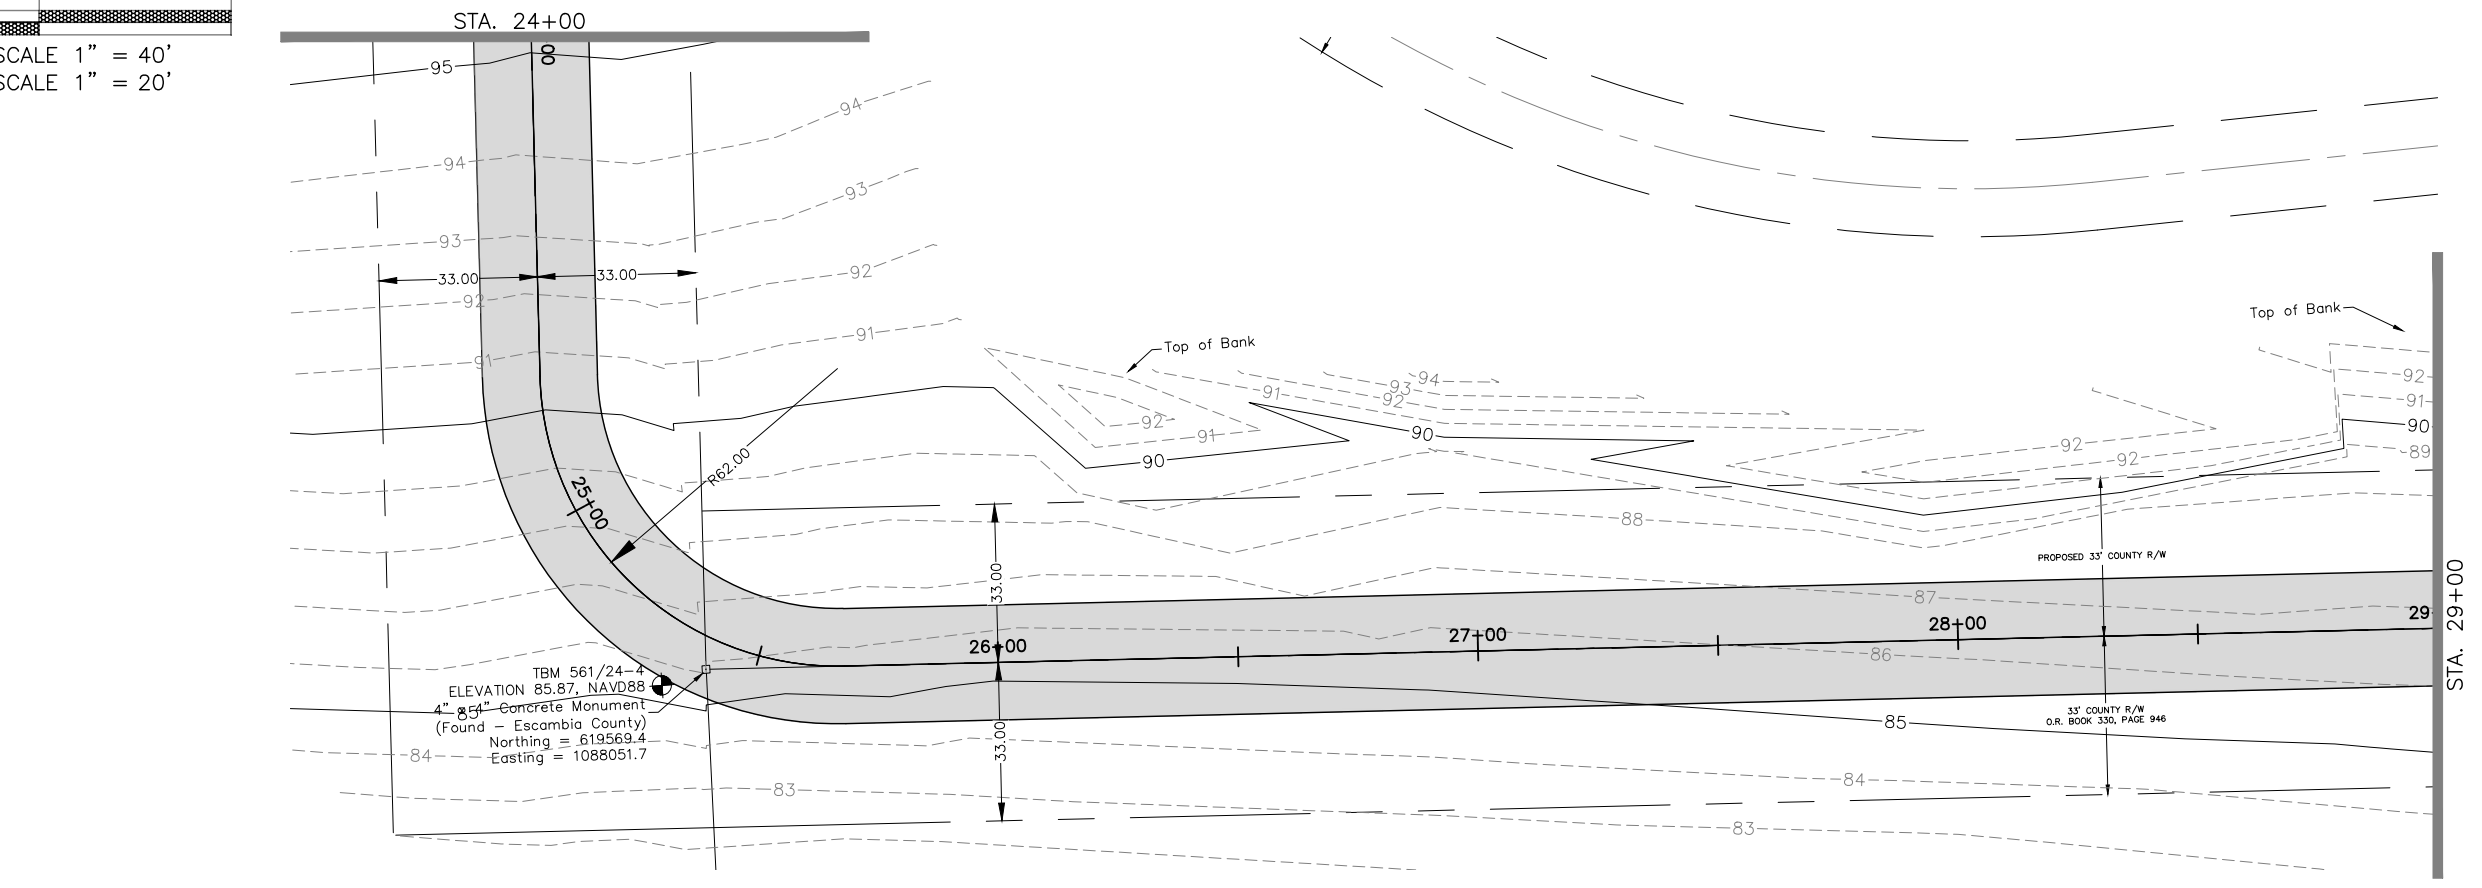 STA. 24+00
SCALE 1" = 40'
SCALE 1" = 20'
00
95
94
94
93
93
33.00
33.00
92
92
91
91
Top of Bank
Top of Bank
94
93
92
91
92
91
90
90
92
92
92
91
90
89
R62.00
25+00
88
33.00
PROPOSED 33' COUNTY R/W
87
26+00
27+00
28+00
29
STA. 29+00
86
TBM 561/24-4
ELEVATION 85.87, NAVD88
4" x 4" Concrete Monument
(Found - Escambia County)
Northing = 619569.4
Easting = 1088051.7
85
33.00
33' COUNTY R/W
O.R. BOOK 330, PAGE 946
85
84
84
83
83